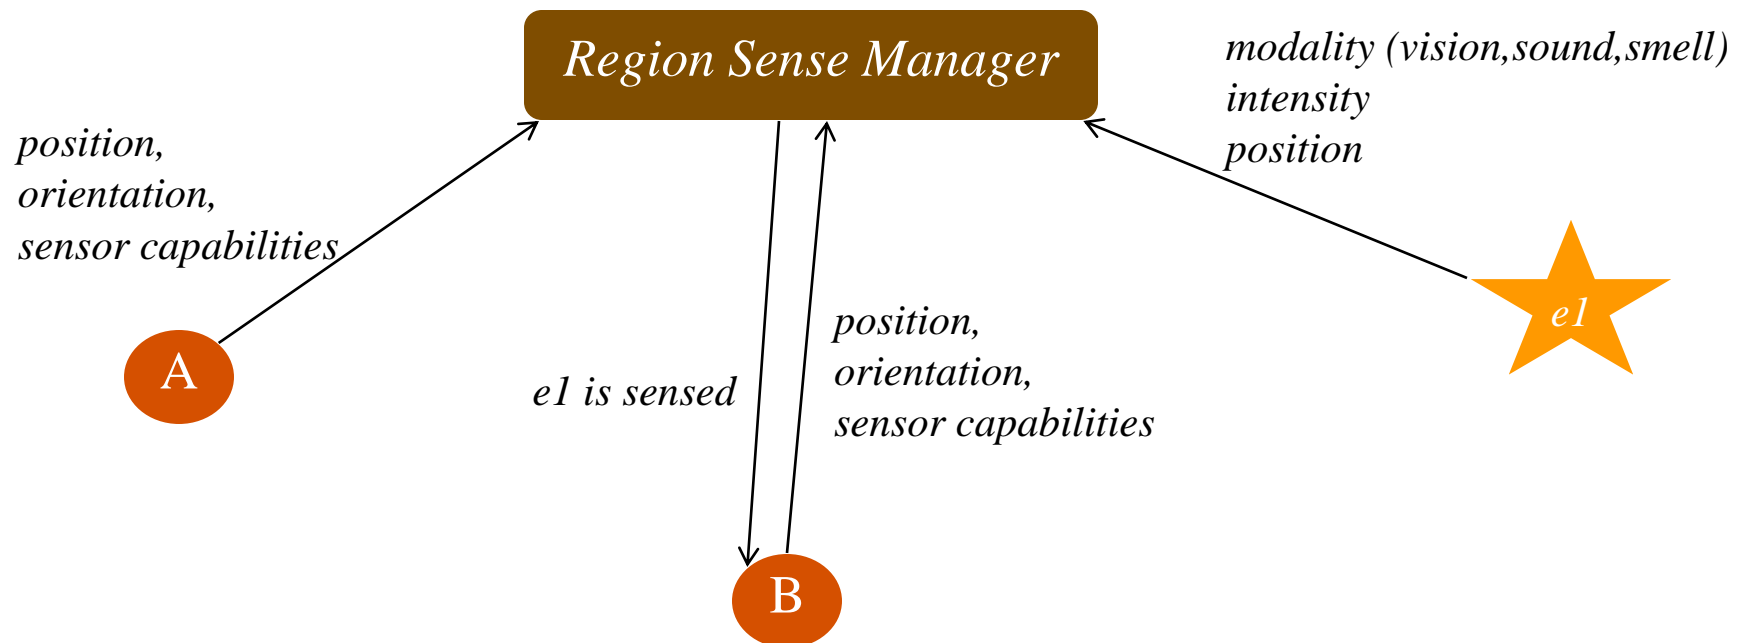 Region Sense Manager
modality (vision,sound,smell)
intensity
position
position,
orientation,
sensor capabilities
e1
position,
orientation,
sensor capabilities
A
e1 is sensed
B